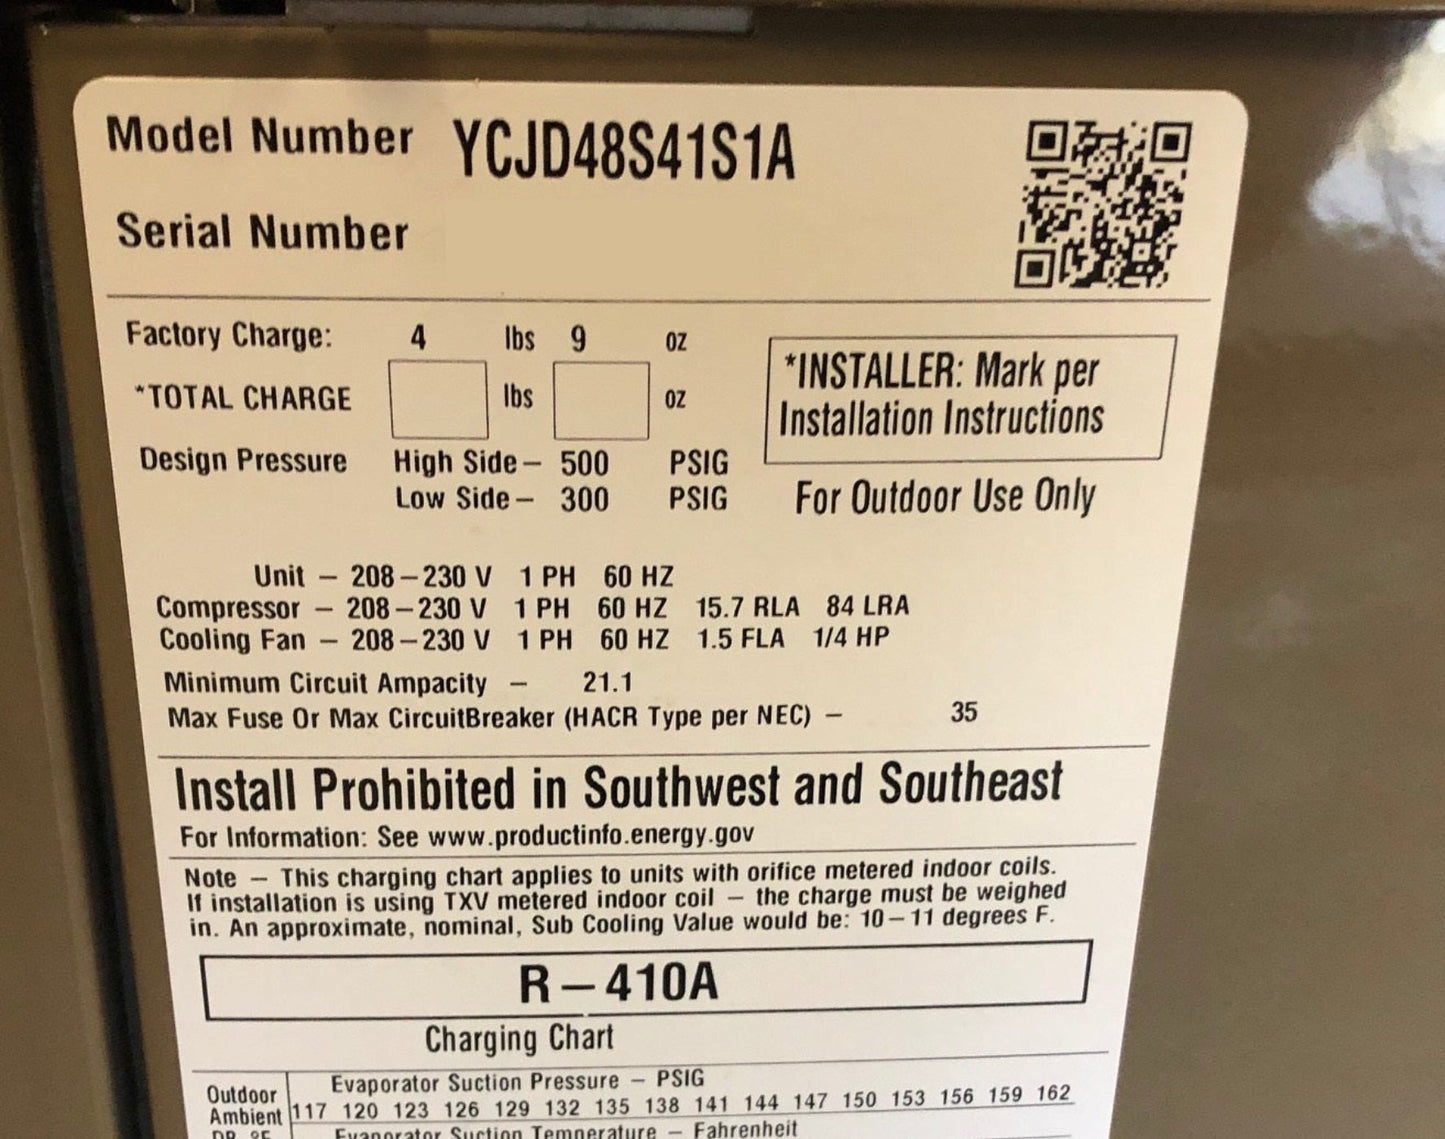 Model Number YCJD48S41S1A
Serial Number
Factory Charge: 4 lbs 9 oz
*TOTAL CHARGE lbs oz
*INSTALLER: Mark per
Installation Instructions
Design Pressure High Side – 500 PSIG
Low Side – 300 PSIG
For Outdoor Use Only
Unit – 208–230 V 1 PH 60 HZ
Compressor – 208–230 V 1 PH 60 HZ 15.7 RLA 84 LRA
Cooling Fan – 208–230 V 1 PH 60 HZ 1.5 FLA 1/4 HP
Minimum Circuit Ampacity – 21.1
Max Fuse Or Max CircuitBreaker (HACR Type per NEC) – 35
Install Prohibited in Southwest and Southeast
For Information: See www.productinfo.energy.gov
Note – This charging chart applies to units with orifice metered indoor coils.
If installation is using TXV metered indoor coil – the charge must be weighed
in. An approximate, nominal, Sub Cooling Value would be: 10–11 degrees F.
R–410A
Charging Chart
Outdoor Evaporator Suction Pressure – PSIG
Ambient 117 120 123 126 129 132 135 138 141 144 147 150 153 156 159 162
DB °F Evaporator Suction Temperature – Fahrenheit